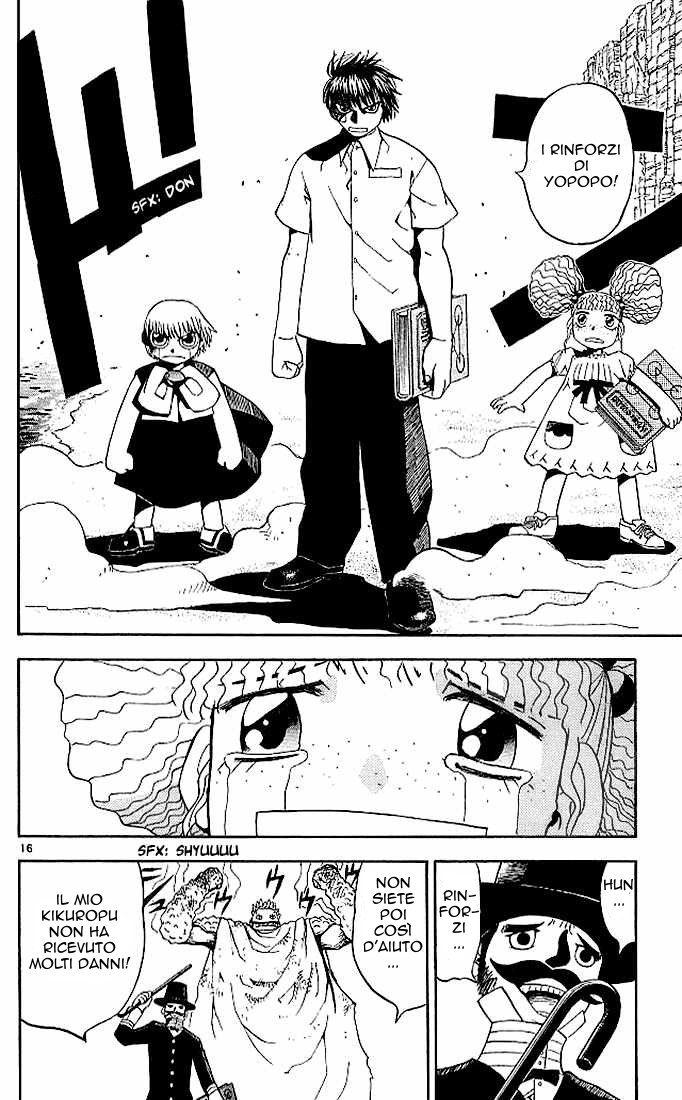 I RINFORZI
DI
YOPOPO!
SFX: DON
16
SFX: SHYUUUU
HUN
...
RIN-
FOR-
ZI
...
NON
SIETE
POI
COSÌ
D'AIUTO
...
IL MIO
KIKUROPU
NON HA
RICEVUTO
MOLTI DANNI!